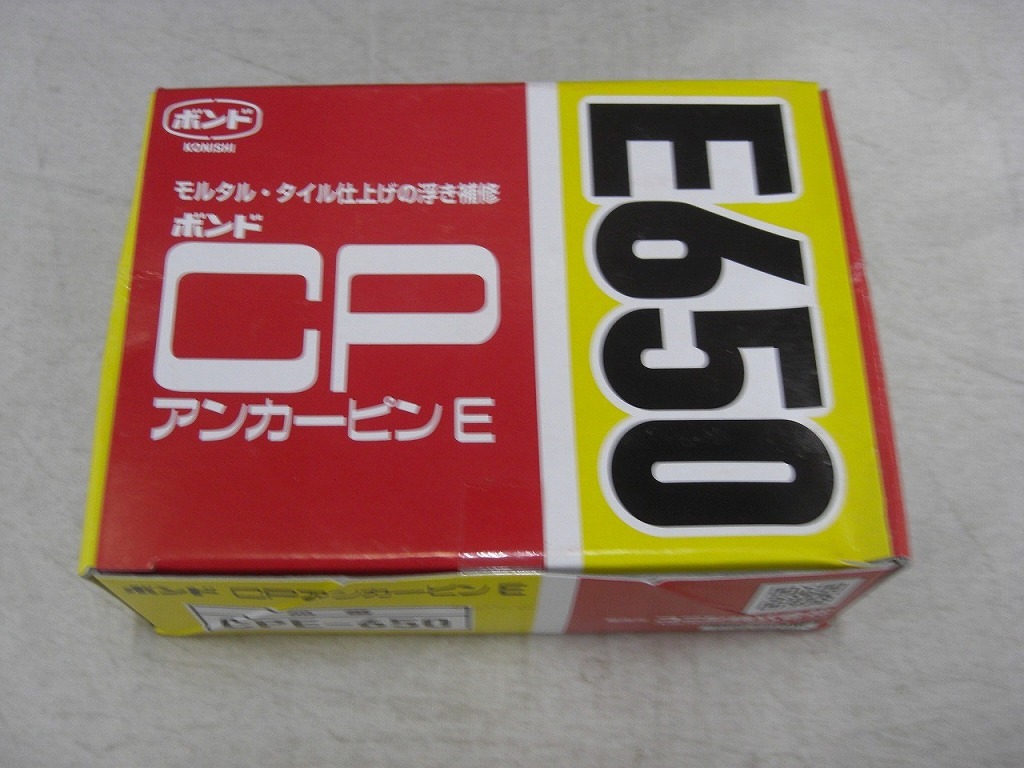 ボンド
KONISHI
モルタル・タイル仕上げの浮き補修
ボンド
CP
アンカーピンE
E650
ボンド CPアンカーピンE
CPE-650